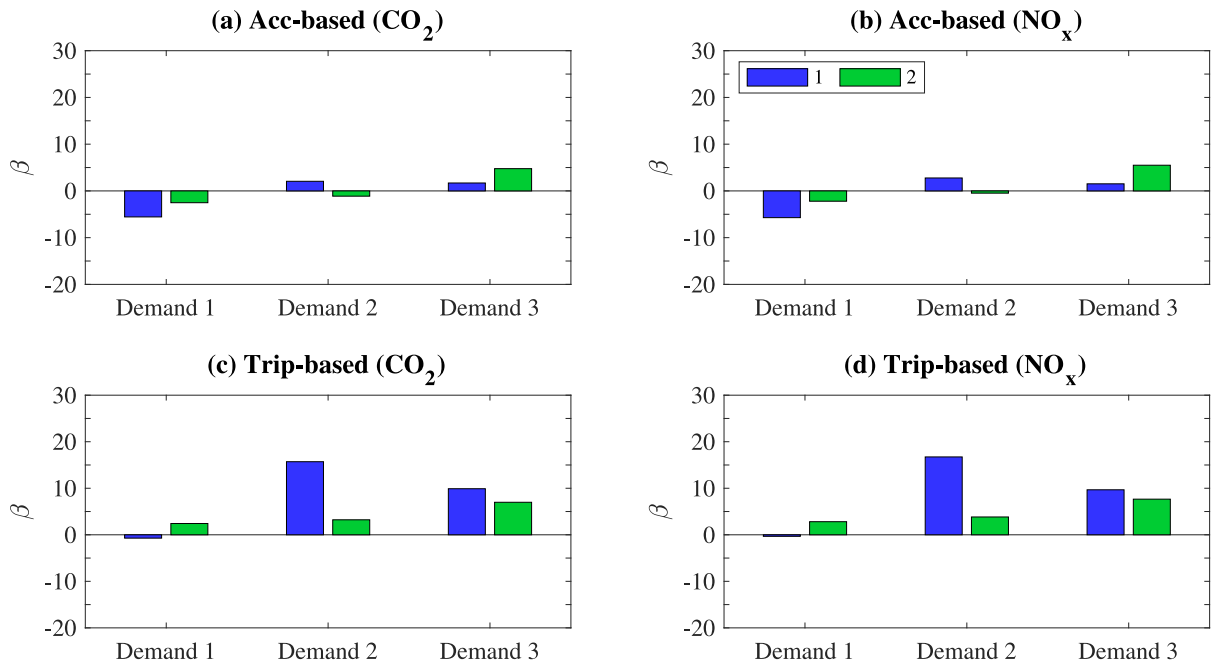 (a) Acc-based (CO2)
30
20
10
0
-10
-20
β
Demand 1 Demand 2 Demand 3
(b) Acc-based (NOx)
1 2
30
20
10
0
-10
-20
β
Demand 1 Demand 2 Demand 3
(c) Trip-based (CO2)
30
20
10
0
-10
-20
β
Demand 1 Demand 2 Demand 3
(d) Trip-based (NOx)
30
20
10
0
-10
-20
β
Demand 1 Demand 2 Demand 3